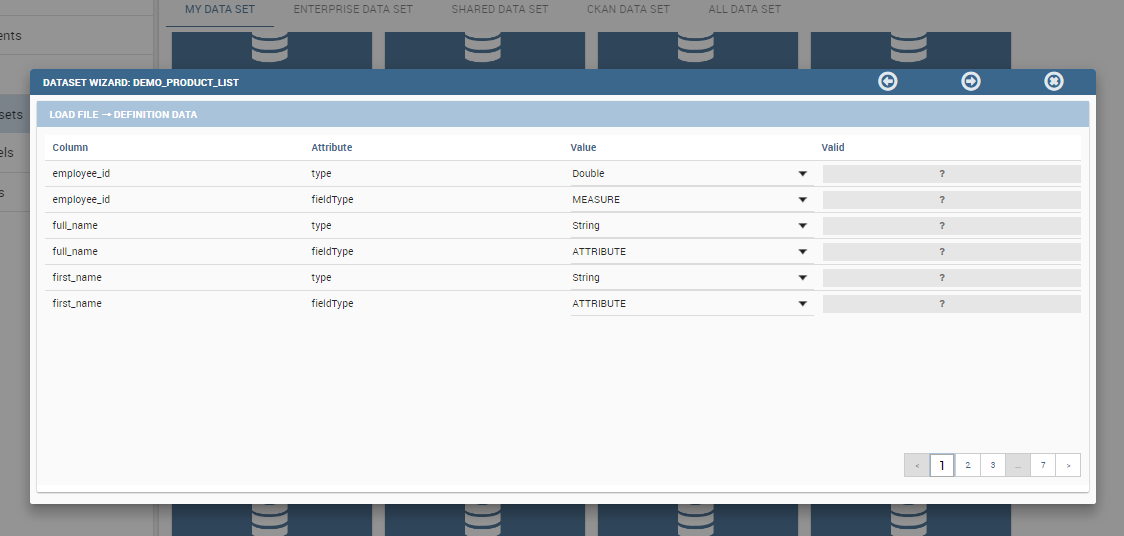 MY DATA SET ENTERPRISE DATA SET SHARED DATA SET CKAN DATA SET ALL DATA SET
ents
sets
els
s
DATASET WIZARD: DEMO_PRODUCT_LIST
LOAD FILE → DEFINITION DATA
Column Attribute Value Valid
employee_id type Double ?
employee_id fieldType MEASURE ?
full_name type String ?
full_name fieldType ATTRIBUTE ?
first_name type String ?
first_name fieldType ATTRIBUTE ?
< 1 2 3 ... 7 >